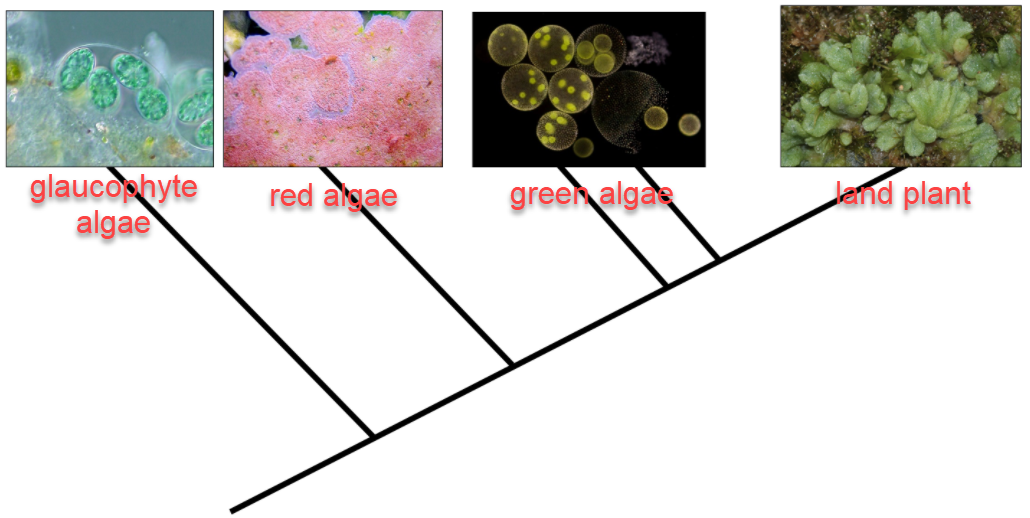 glaucophyte
algae
red algae
green algae
land plant